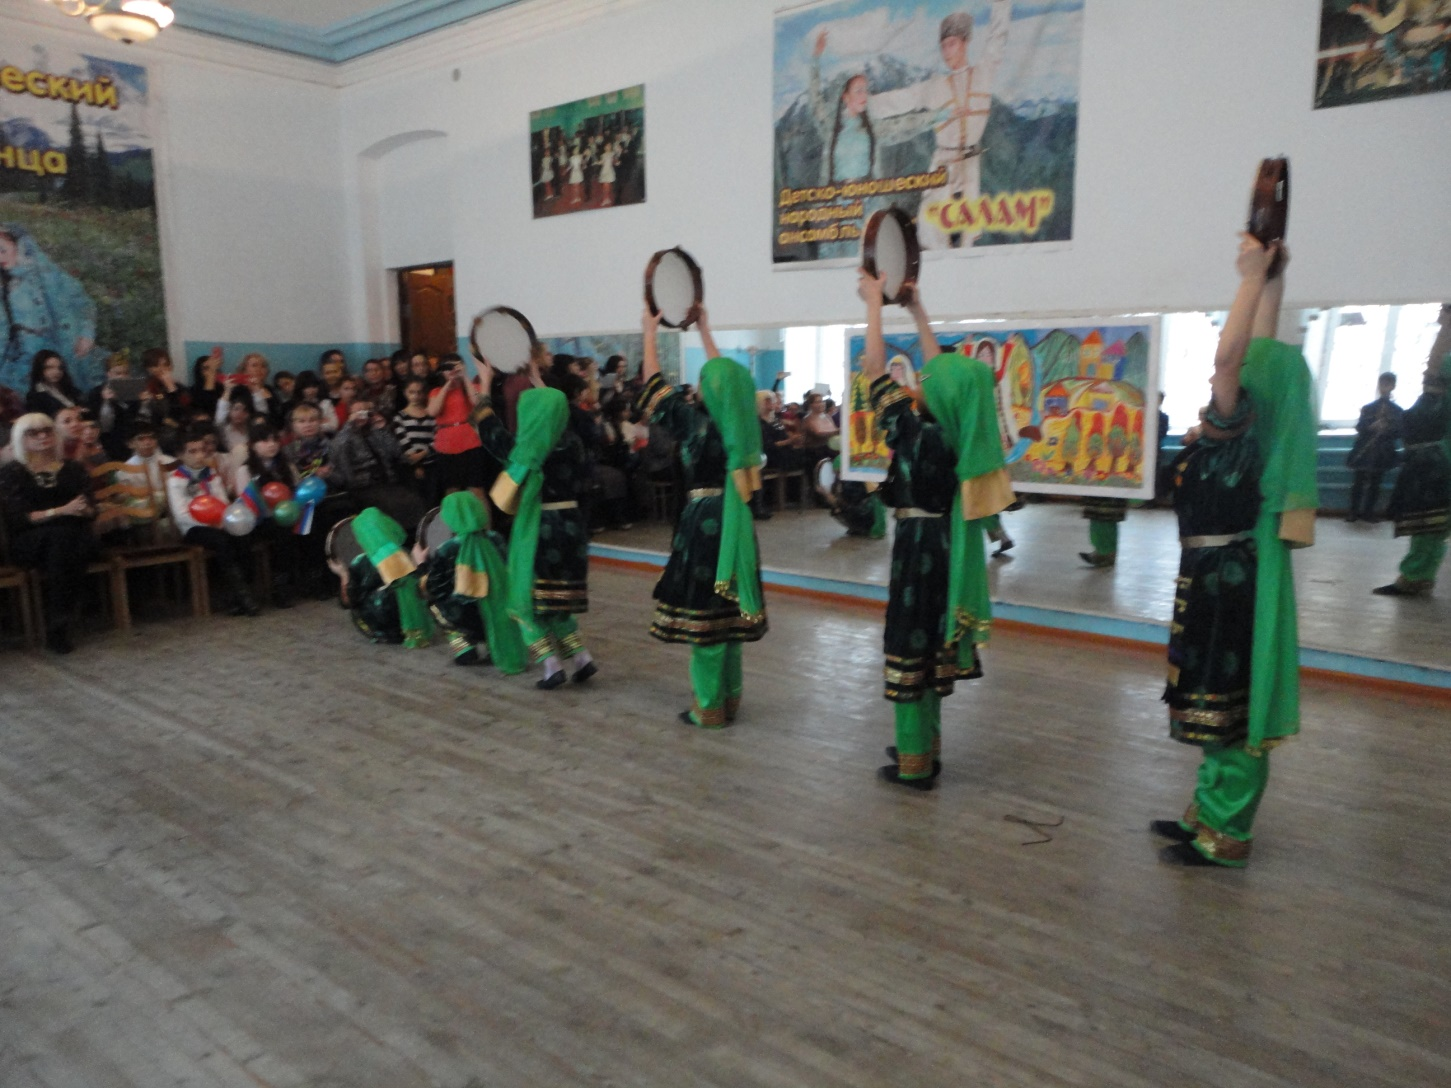 еский
нца
Детско-юношеский
народный
ансамбль
"САЛАМ"